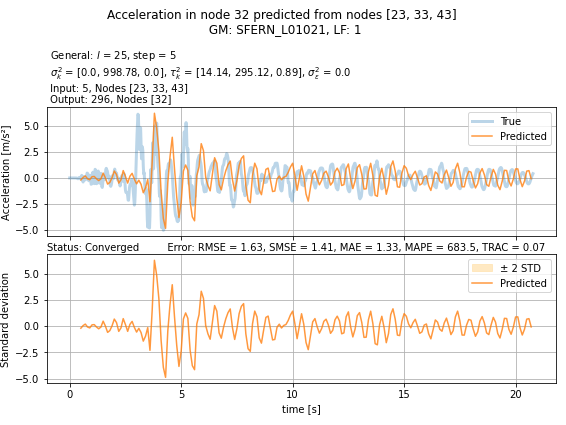 Acceleration in node 32 predicted from nodes [23, 33, 43]
GM: SFERN_L01021, LF: 1
General: l = 25, step = 5
σ²ₖ = [0.0, 998.78, 0.0], τ²ₖ = [14.14, 295.12, 0.89], σ²ε = 0.0
Input: 5, Nodes [23, 33, 43]
Output: 296, Nodes [32]
Acceleration [m/s²]
5.0
2.5
0.0
−2.5
−5.0
True
Predicted
Status: Converged Error: RMSE = 1.63, SMSE = 1.41, MAE = 1.33, MAPE = 683.5, TRAC = 0.07
Standard deviation
5.0
2.5
0.0
−2.5
−5.0
± 2 STD
Predicted
0 5 10 15 20
time [s]